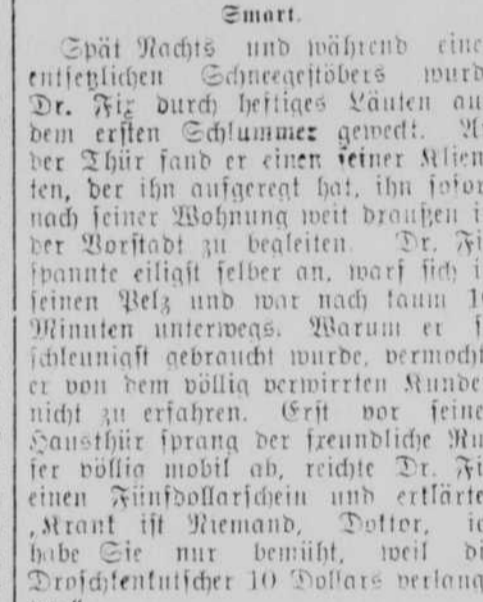 Smart.
Spät Nachts und während eine
entsetzlichen Schneegestöbers wurd
Dr. Fix durch heftiges Läuten au
dem ersten Schlummer geweckt. A
der Thür fand er einen seiner Klien
ten, der ihn aufgeregt bat, ihn sofor
nach seiner Wohnung weit draußen i
der Vorstadt zu begleiten. Dr. Fi
spannte eiligst selber an, warf sich i
seinen Pelz und war nach kaum 1
Minuten unterwegs. Warum er s
schleunigst gebraucht wurde, vermocht
er von dem völlig verwirrten Kunde
nicht zu erfahren. Erst vor seine
Hausthür sprang der freundliche Ru
fer völlig mobil ab, reichte Dr. Fi
einen Fünfdollarschein und erklärte
„Krank ist Niemand, Doktor, ic
habe Sie nur bemüht, weil di
Droschkenkutscher 10 Dollars verlang